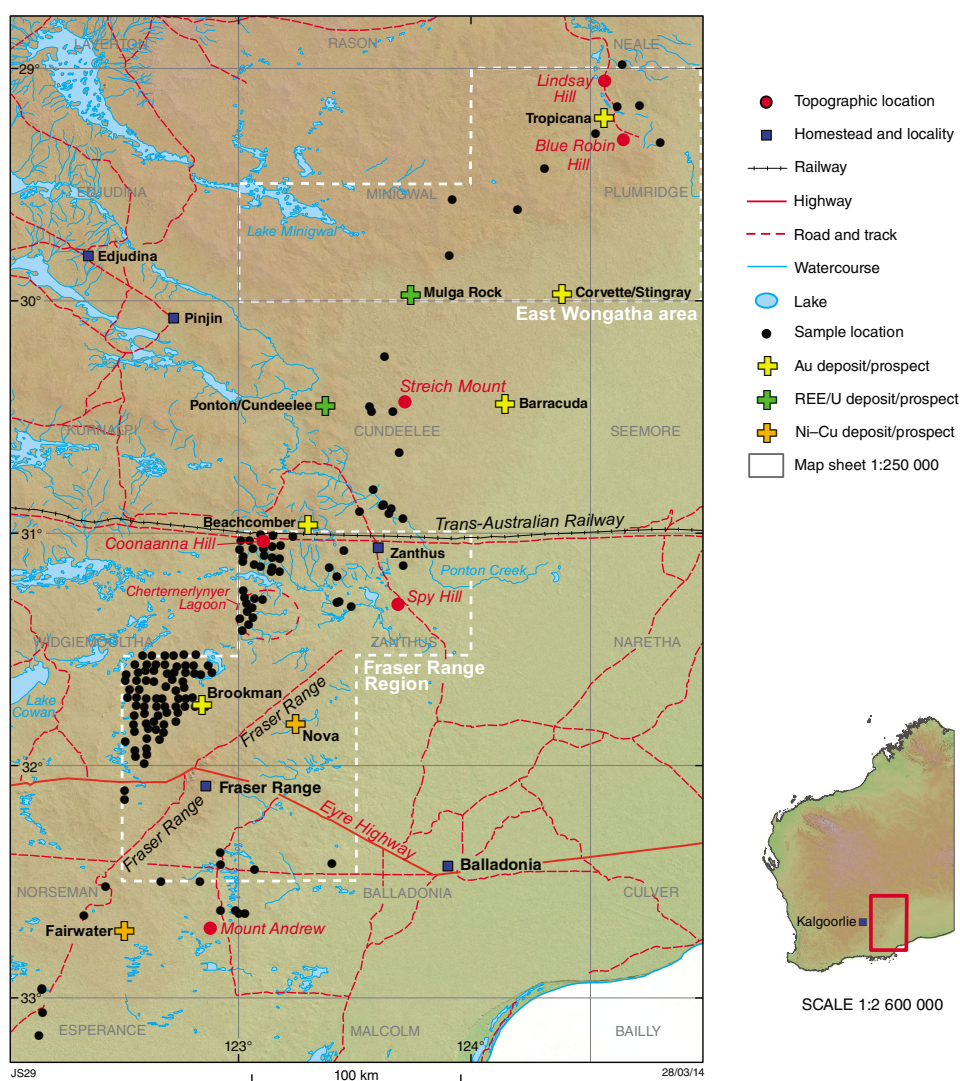 LAVERTON
RASON
NEALE
29°
Lindsay
Hill
Tropicana
Blue Robin
Hill
EDJUDINA
MINIGWAL
PLUMRIDGE
Lake Minigwal
Edjudina
Mulga Rock
Corvette/Stingray
30°
East Wongatha area
Pinjin
Streich Mount
Ponton/Cundeelee
Barracuda
KURNALPI
CUNDEELEE
SEEMORE
Beachcomber
Trans-Australian Railway
31°
Coonaanna Hill
Zanthus
Ponton Creek
Cherternerlynyer
Lagoon
Spy Hill
WIDGIEMOOLTHA
ZANTHUS
NARETHA
Fraser Range
Region
Lake
Cowan
Brookman
Fraser Range
Nova
32°
Fraser Range
Fraser Range
Eyre Highway
Balladonia
NORSEMAN
BALLADONIA
CULVER
Fairwater
Mount Andrew
33°
ESPERANCE
MALCOLM
BAILLY
123°
124°
JS29
100 km
28/03/14
Topographic location
Homestead and locality
Railway
Highway
Road and track
Watercourse
Lake
Sample location
Au deposit/prospect
REE/U deposit/prospect
Ni–Cu deposit/prospect
Map sheet 1:250 000
Kalgoorlie
SCALE 1:2 600 000